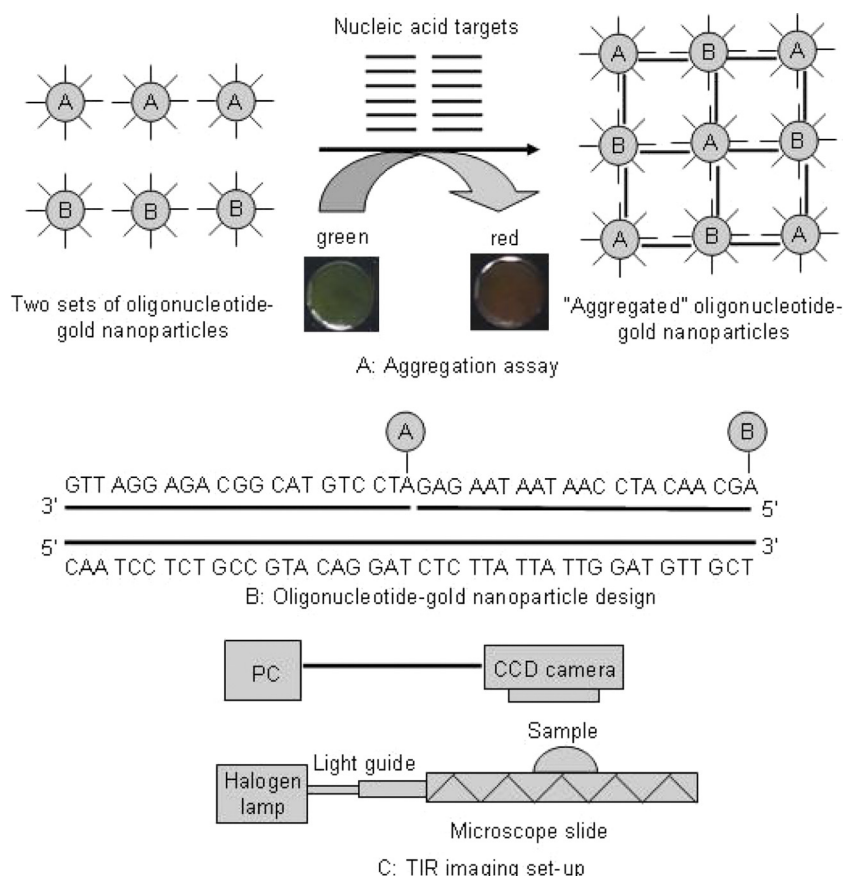 Nucleic acid targets
A A A
B B B
green red
A B A
B A B
A B A
Two sets of oligonucleotide-
gold nanoparticles
"Aggregated" oligonucleotide-
gold nanoparticles
A: Aggregation assay
A B
GTT AGG AGA CGG CAT GTC CTAGAG AAT AAT AAC CTA CAA CGA
3' 5'
5' 3'
CAA TCC TCT GCC GTA CAG GAT CTC TTA TTA TTG GAT GTT GCT
B: Oligonucleotide-gold nanoparticle design
PC CCD camera
Sample
Light guide
Halogen
lamp
Microscope slide
C: TIR imaging set-up